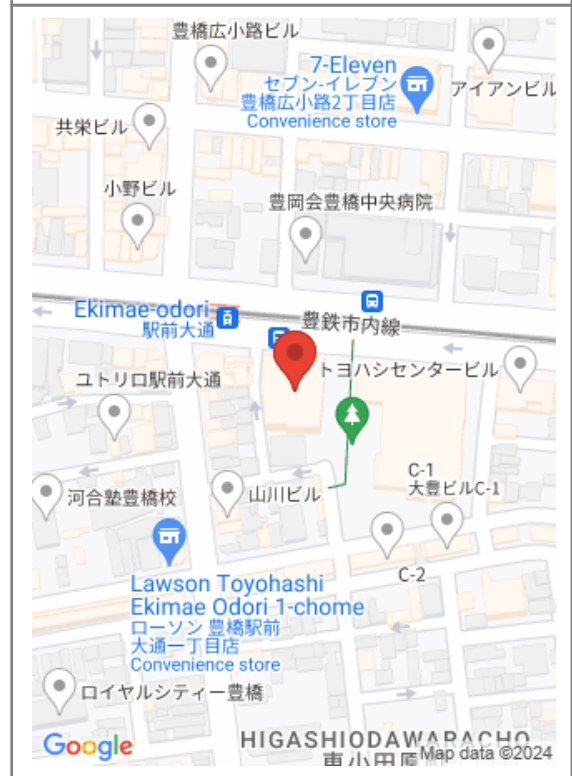 豊橋広小路ビル
7-Eleven
セブン-イレブン
豊橋広小路2丁目店
Convenience store
アイアンビル
共栄ビル
小野ビル
豊岡会豊橋中央病院
Ekimae-odori
駅前大通
豊鉄市内線
トヨハシセンタービル
ユトリロ駅前大通
C-1
大豊ビルC-1
河合塾豊橋校
山川ビル
C-2
Lawson Toyohashi
Ekimae Odori 1-chome
ローソン 豊橋駅前
大通一丁目店
Convenience store
ロイヤルシティー豊橋
HIGASHIODAWARACHO
東小田原
Google
Map data ©2024